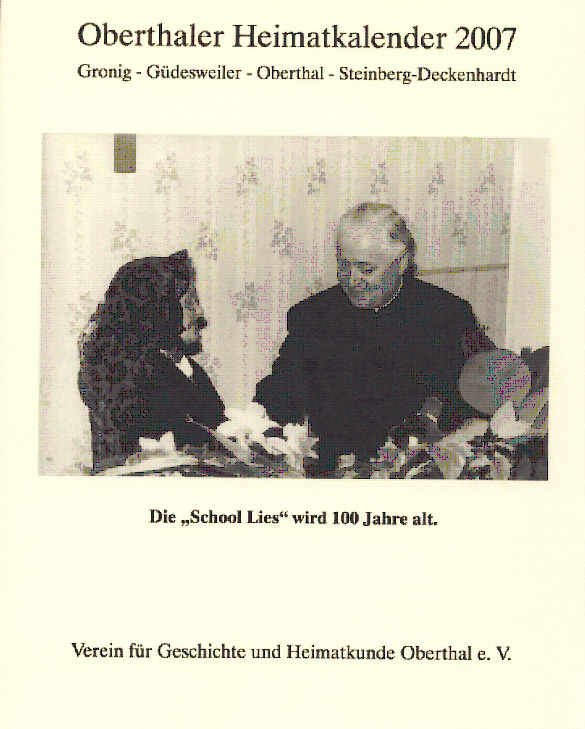 Oberthaler Heimatkalender 2007
Gronig - Güdesweiler - Oberthal - Steinberg-Deckenhardt
Die „School Lies“ wird 100 Jahre alt.
Verein für Geschichte und Heimatkunde Oberthal e. V.